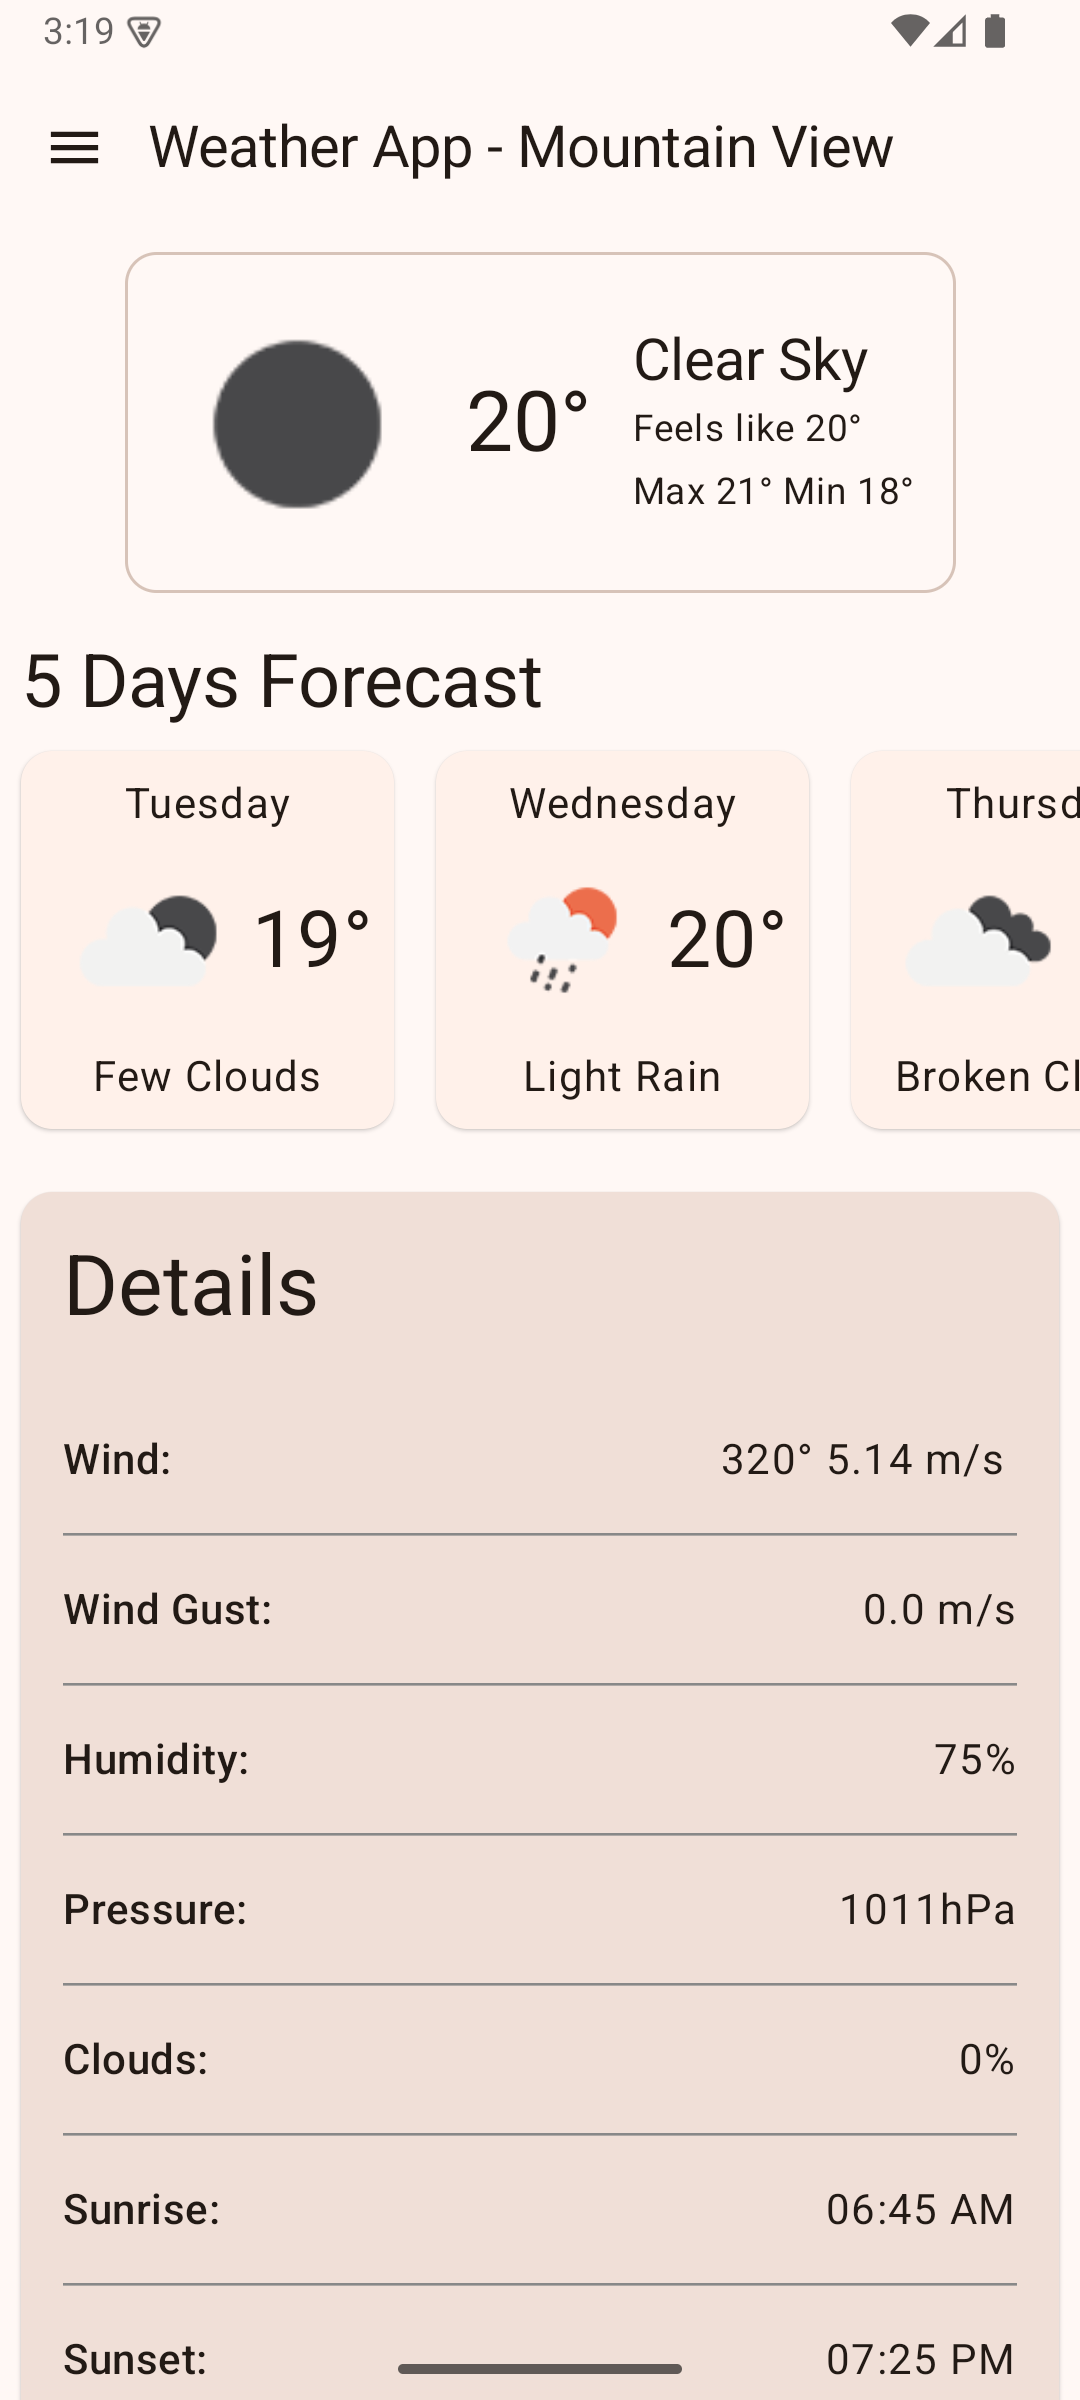 3:19
Weather App - Mountain View
20°
Clear Sky
Feels like 20°
Max 21° Min 18°
5 Days Forecast
Tuesday
19°
Few Clouds
Wednesday
20°
Light Rain
Thursd
Broken Cl
Details
Wind: 320° 5.14 m/s
Wind Gust: 0.0 m/s
Humidity: 75%
Pressure: 1011hPa
Clouds: 0%
Sunrise: 06:45 AM
Sunset: 07:25 PM